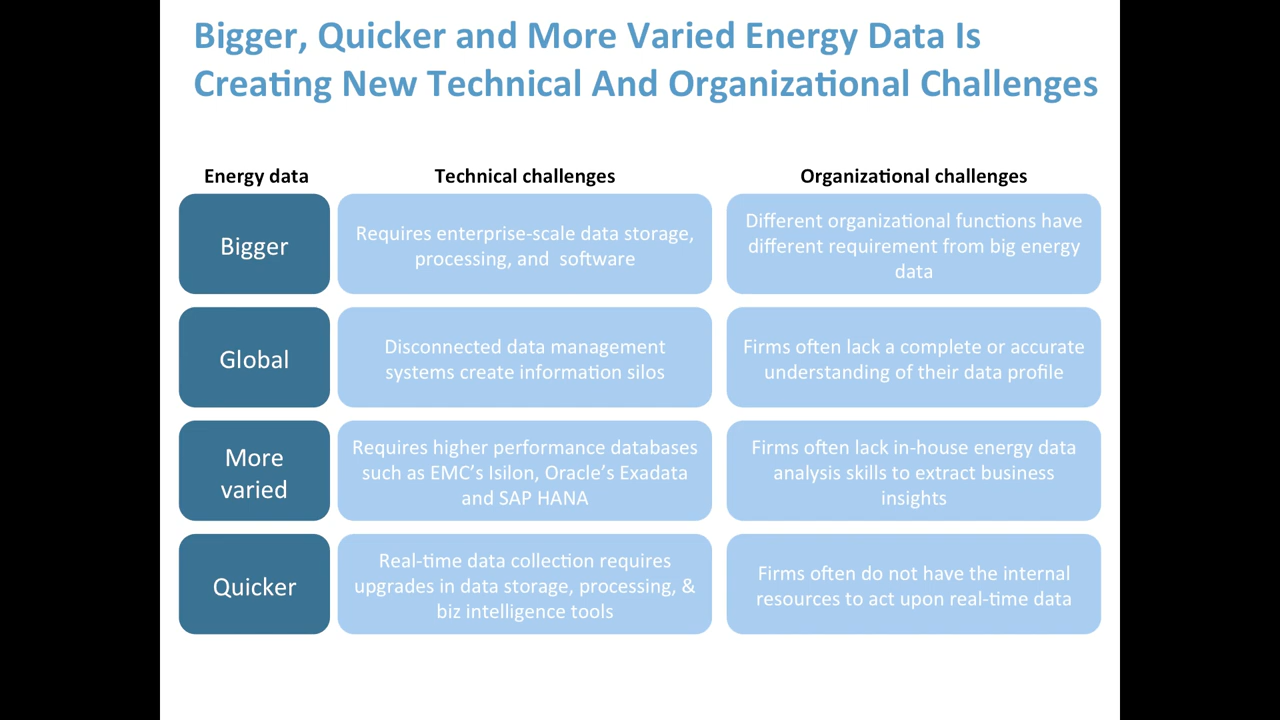 Bigger, Quicker and More Varied Energy Data Is
Creating New Technical And Organizational Challenges
Energy data
Technical challenges
Organizational challenges
Bigger
Requires enterprise-scale data storage,
processing, and  software
Different organizational functions have
different requirement from big energy
data
Global
Disconnected data management
systems create information silos
Firms often lack a complete or accurate
understanding of their data profile
More
varied
Requires higher performance databases
such as EMC’s Isilon, Oracle’s Exadata
and SAP HANA
Firms often lack in-house energy data
analysis skills to extract business
insights
Quicker
Real-time data collection requires
upgrades in data storage, processing, &
biz intelligence tools
Firms often do not have the internal
resources to act upon real-time data